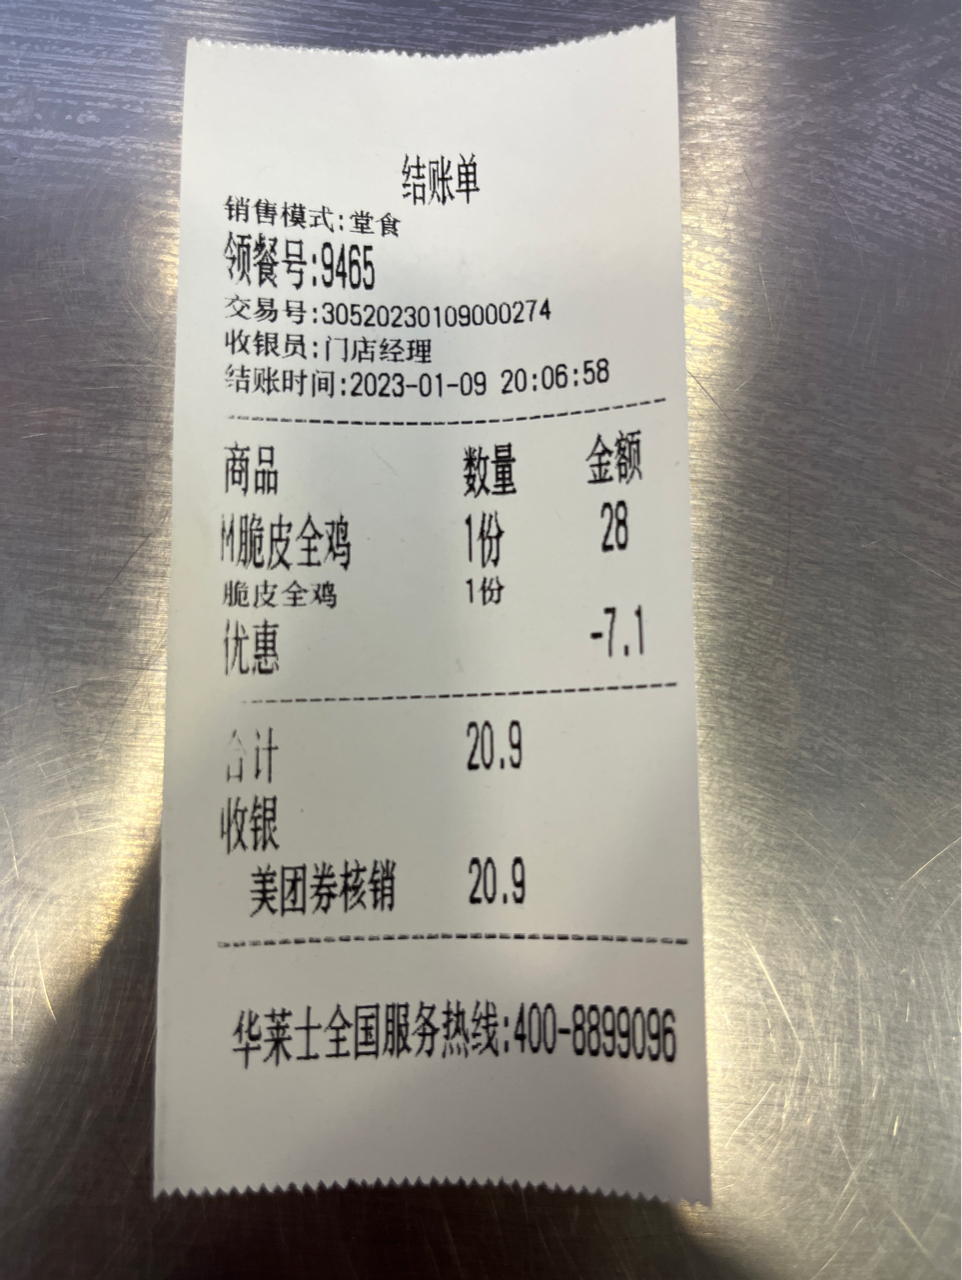 结账单
销售模式:堂食
领餐号:9465
交易号:30520230109000274
收银员:门店经理
结账时间:2023-01-09 20:06:58
商品 数量 金额
M脆皮全鸡 1份 28
脆皮全鸡 1份
优惠 -7.1
合计 20.9
收银
美团券核销 20.9
华莱士全国服务热线:400-8899096